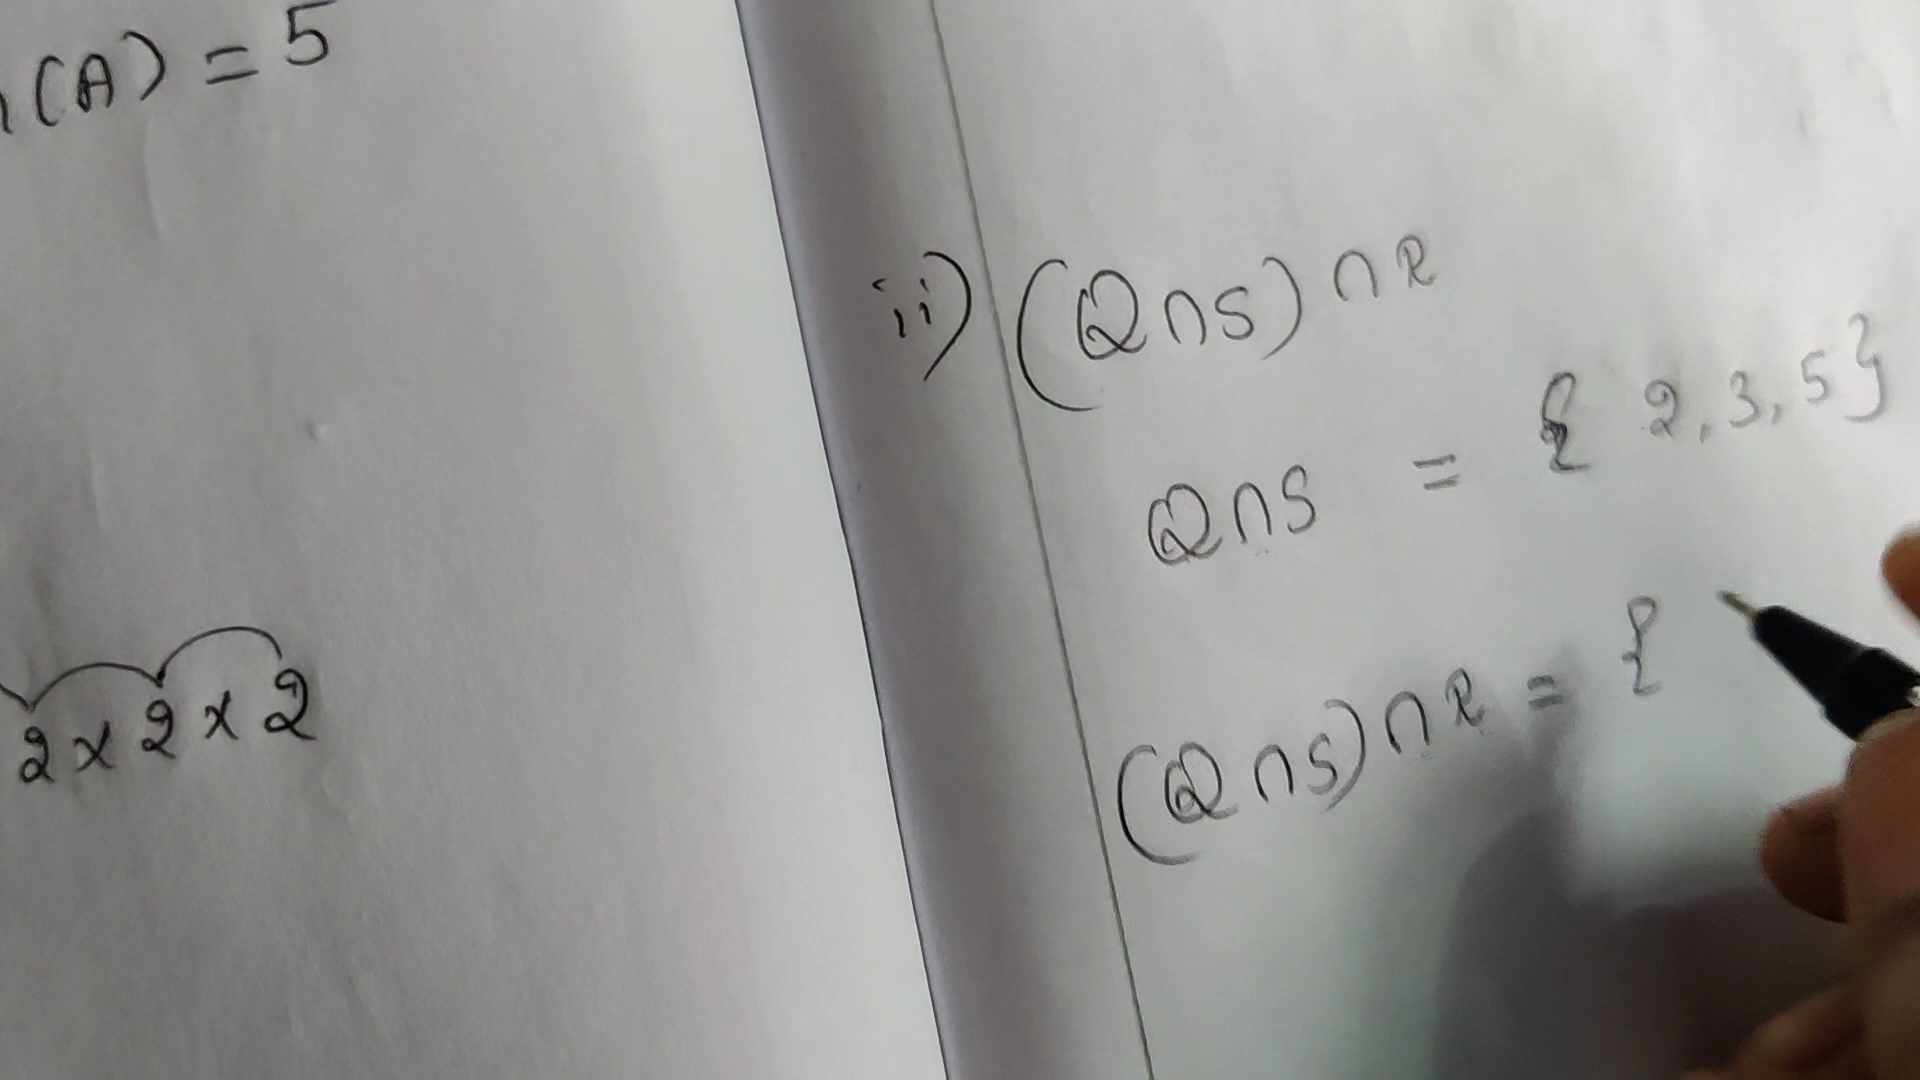 n(A) = 5
2 x 2 x 2
ii) (Q∩S) ∩ R
Q∩S = { 2, 3, 5}
(Q∩S) ∩ R = {